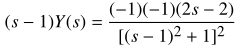 (s − 1)Y(s) = (-1)(-1)(2s − 2) / [(s − 1)² + 1]²